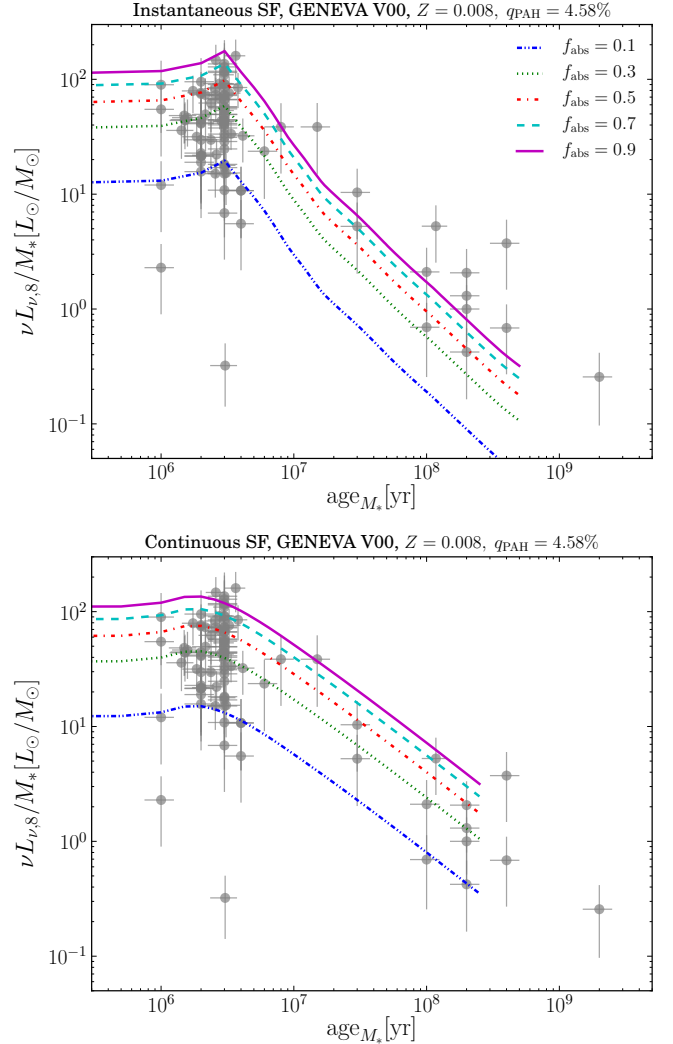 Instantaneous SF, GENEVA V00, Z = 0.008, q_PAH = 4.58%
νL_ν,8/M_*[L_⊙/M_⊙]
10^2
10^1
10^0
10^−1
f_abs = 0.1
f_abs = 0.3
f_abs = 0.5
f_abs = 0.7
f_abs = 0.9
10^6
10^7
10^8
10^9
age_M_*[yr]
Continuous SF, GENEVA V00, Z = 0.008, q_PAH = 4.58%
νL_ν,8/M_*[L_⊙/M_⊙]
10^2
10^1
10^0
10^−1
10^6
10^7
10^8
10^9
age_M_*[yr]